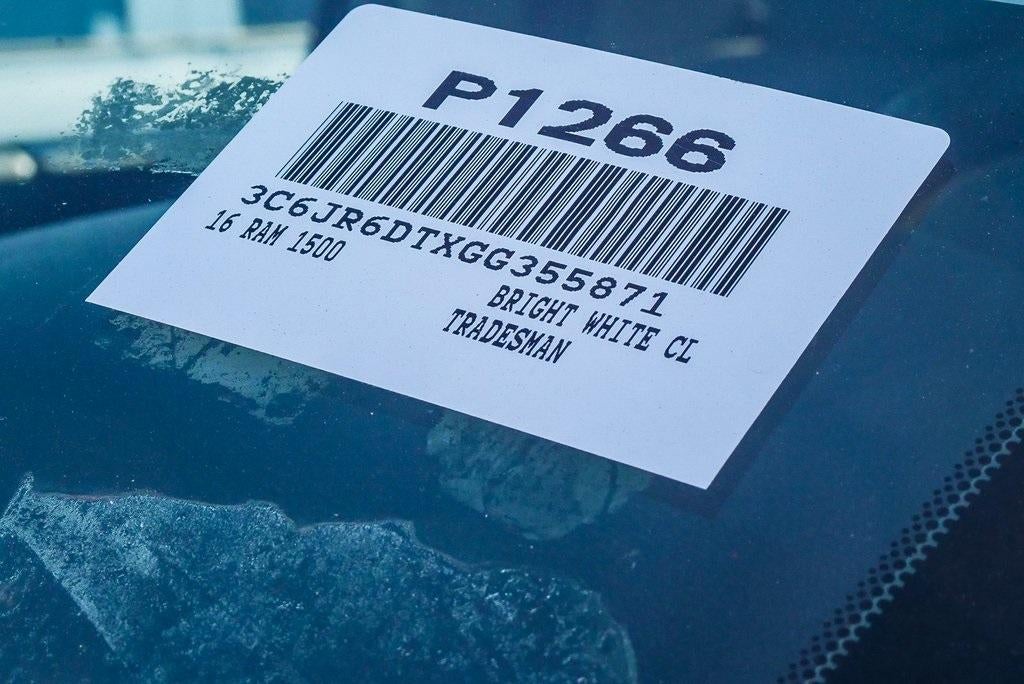 P1266
3C6JR6DTXGG355871
16 RAM 1500
BRIGHT WHITE CL
TRADESMAN